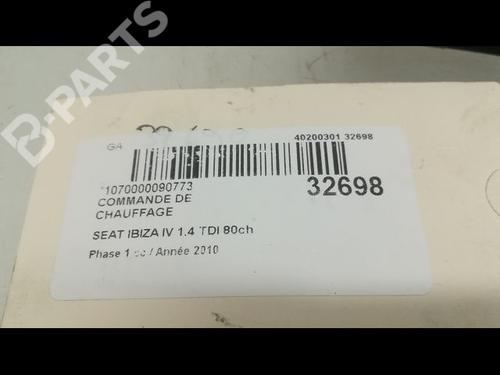 B-PARTS
GA
40200301 32698
*1070000090773
32698
COMMANDE DE
CHAUFFAGE
SEAT IBIZA IV 1.4 TDI 80ch
Phase 1 / Année 2010